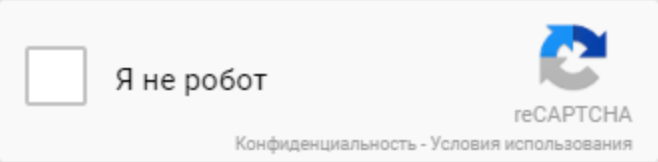 Я не робот
reCAPTCHA
Конфиденциальность - Условия использования